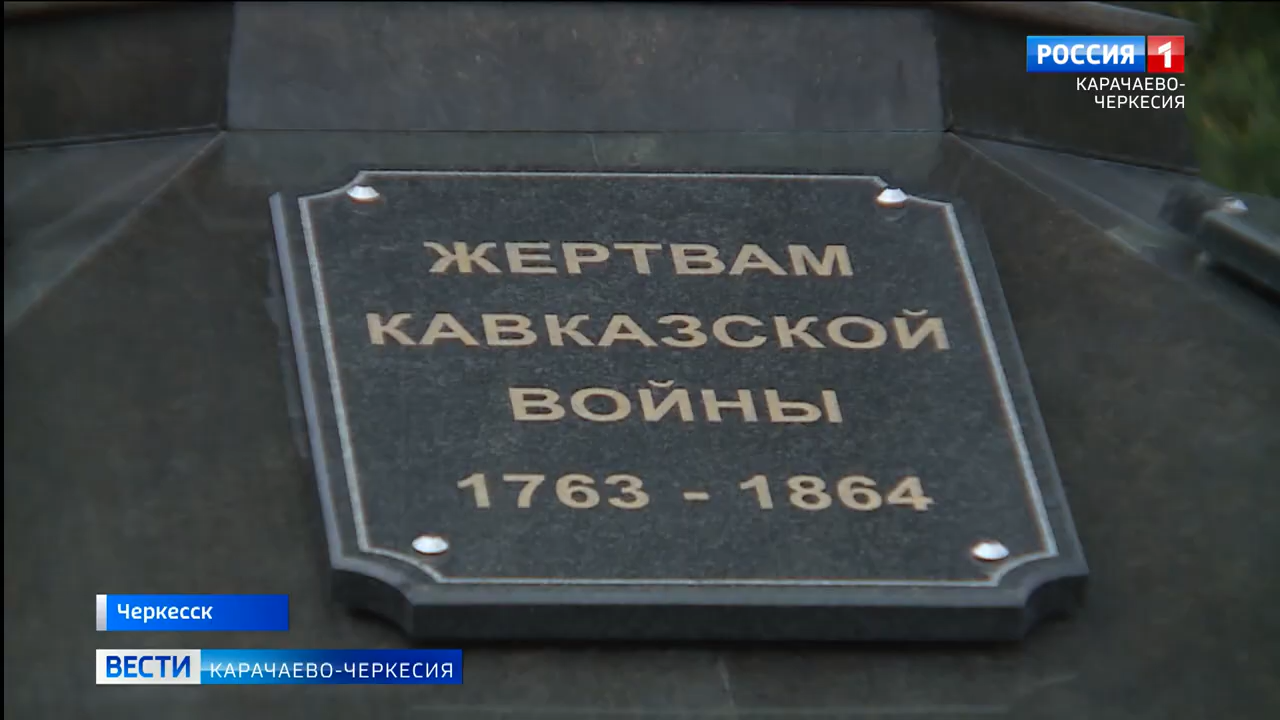 РОССИЯ 1
КАРАЧАЕВО-
ЧЕРКЕСИЯ
ЖЕРТВАМ
КАВКАЗСКОЙ
ВОЙНЫ
1763 - 1864
Черкесск
ВЕСТИ КАРАЧАЕВО-ЧЕРКЕСИЯ